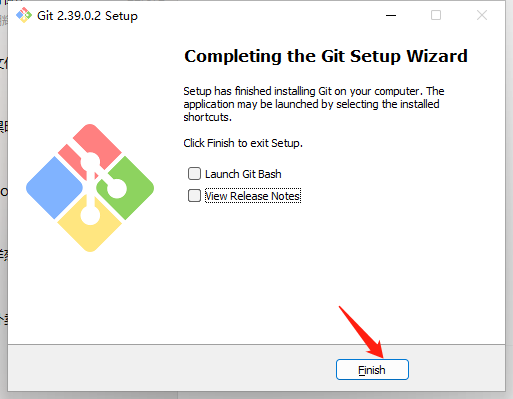 Git 2.39.0.2 Setup
Completing the Git Setup Wizard
Setup has finished installing Git on your computer. The
application may be launched by selecting the installed
shortcuts.
Click Finish to exit Setup.
Launch Git Bash
View Release Notes
Finish